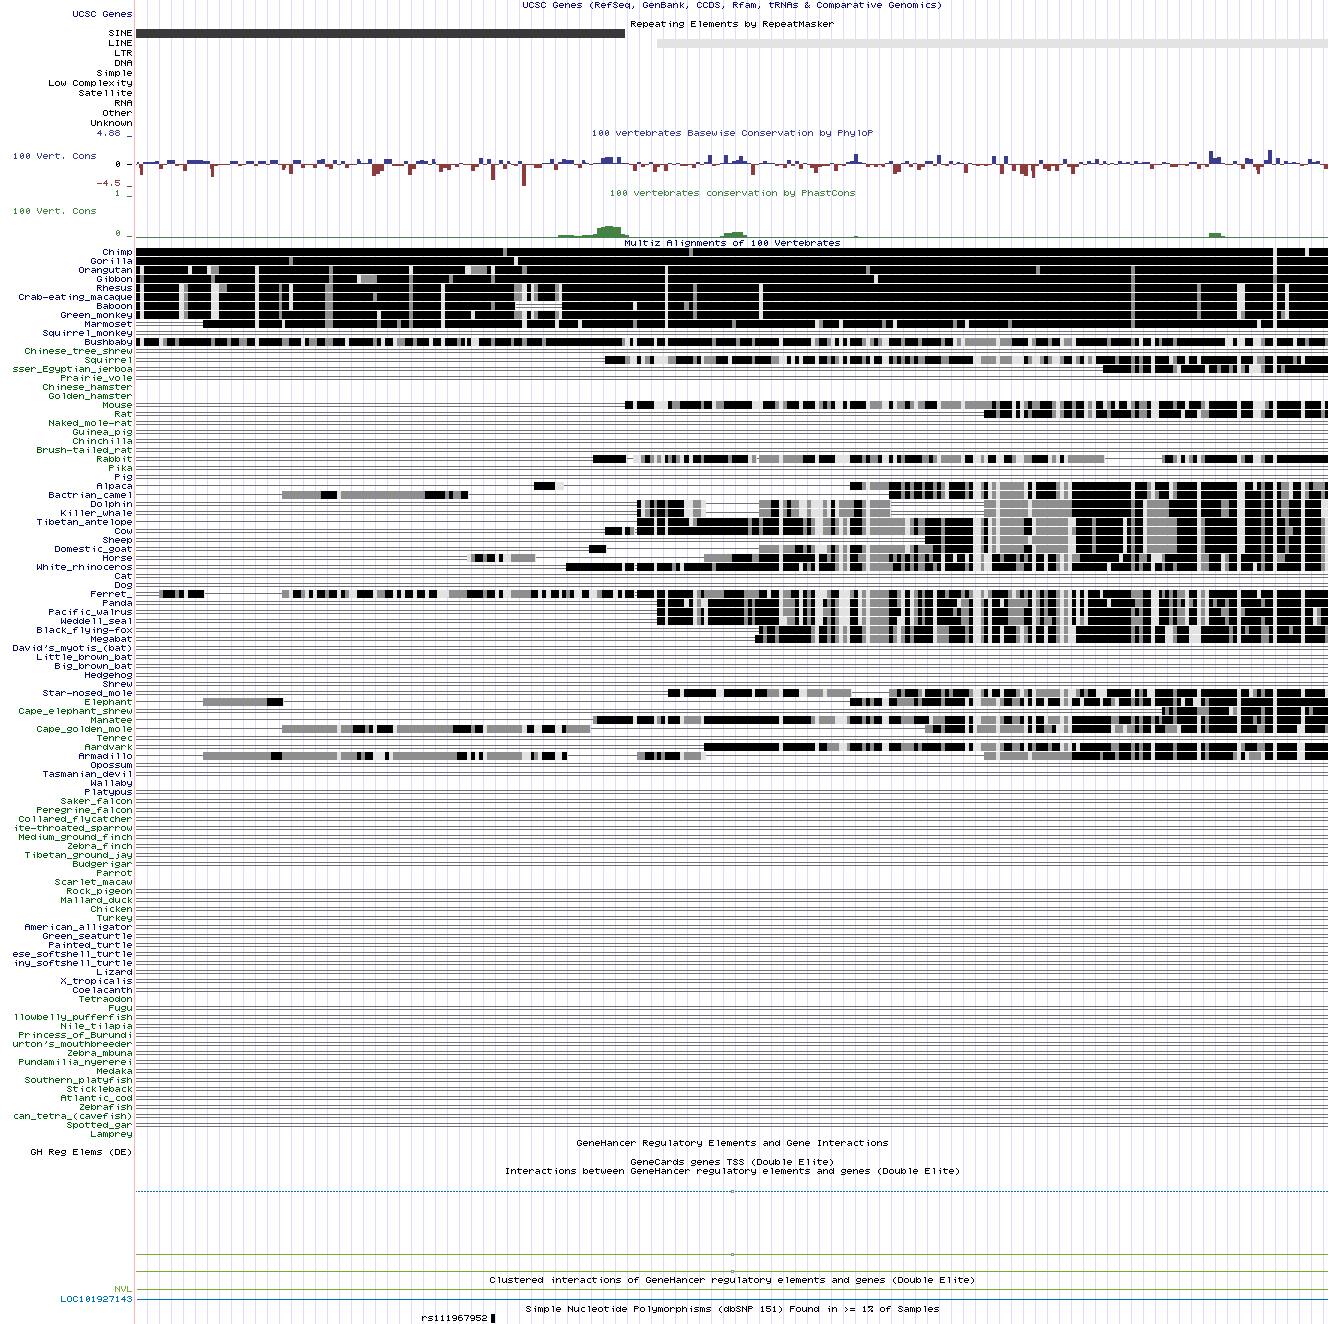 UCSC Genes (RefSeq, GenBank, CCDS, Rfam, tRNAs & Comparative Genomics)
UCSC Genes
Repeating Elements by RepeatMasker
SINE
LINE
LTR
DNA
Simple
Low Complexity
Satellite
RNA
Other
Unknown
4.88 _
100 vertebrates Basewise Conservation by PhyloP
100 Vert. Cons
0 _
-4.5 _
100 vertebrates conservation by PhastCons
1 _
100 Vert. Cons
0 _
Multiz Alignments of 100 Vertebrates
Chimp
Gorilla
Orangutan
Gibbon
Rhesus
Crab-eating_macaque
Baboon
Green_monkey
Marmoset
Squirrel_monkey
Bushbaby
Chinese_tree_shrew
Squirrel
sser_Egyptian_jerboa
Prairie_vole
Chinese_hamster
Golden_hamster
Mouse
Rat
Naked_mole-rat
Guinea_pig
Chinchilla
Brush-tailed_rat
Rabbit
Pika
Pig
Alpaca
Bactrian_camel
Dolphin
Killer_whale
Tibetan_antelope
Cow
Sheep
Domestic_goat
Horse
White_rhinoceros
Cat
Dog
Ferret_
Panda
Pacific_walrus
Weddell_seal
Black_flying-fox
Megabat
David's_myotis_(bat)
Little_brown_bat
Big_brown_bat
Hedgehog
Shrew
Star-nosed_mole
Elephant
Cape_elephant_shrew
Manatee
Cape_golden_mole
Tenrec
Aardvark
Armadillo
Opossum
Tasmanian_devil
Wallaby
Platypus
Saker_falcon
Peregrine_falcon
Collared_flycatcher
ite-throated_sparrow
Medium_ground_finch
Zebra_finch
Tibetan_ground_jay
Budgerigar
Parrot
Scarlet_macaw
Rock_pigeon
Mallard_duck
Chicken
Turkey
American_alligator
Green_seaturtle
Painted_turtle
ese_softshell_turtle
iny_softshell_turtle
Lizard
X_tropicalis
Coelacanth
Tetraodon
Fugu
llowbelly_pufferfish
Nile_tilapia
Princess_of_Burundi
urton's_mouthbreeder
Zebra_mbuna
Pundamilia_nyererei
Medaka
Southern_platyfish
Stickleback
Atlantic_cod
Zebrafish
can_tetra_(cavefish)
Spotted_gar
Lamprey
GeneHancer Regulatory Elements and Gene Interactions
GH Reg Elems (DE)
GeneCards genes TSS (Double Elite)
Interactions between GeneHancer regulatory elements and genes (Double Elite)
Clustered interactions of GeneHancer regulatory elements and genes (Double Elite)
NVL
LOC101927143
Simple Nucleotide Polymorphisms (dbSNP 151) Found in >= 1% of Samples
rs111967952